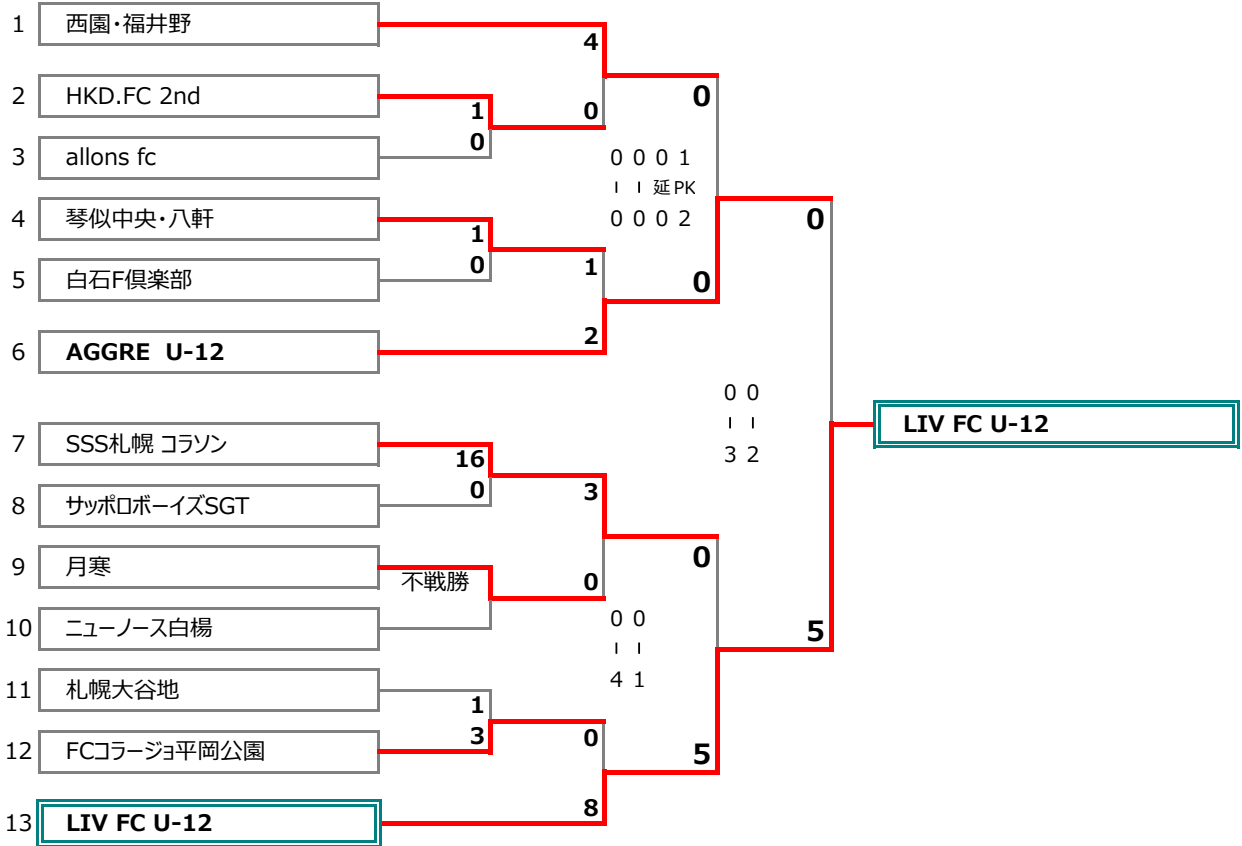 1 西園・福井野
4
2 HKD.FC 2nd
1
0
0
0
3 allons fc
0 0 0 1
ı ı 延 PK
0 0 0 2
4 琴似中央・八軒
1
0
0
5 白石F倶楽部
1
0
2
6 AGGRE U-12
0 0
ı ı
3 2
LIV FC U-12
7 SSS札幌 コラソン
16
0
3
8 サッポロボーイズSGT
0
9 月寒
不戦勝
0
0 0
ı ı
4 1
10 ニューノース白楊
5
11 札幌大谷地
1
3
0
5
12 FCコラージョ平岡公園
8
13 LIV FC U-12